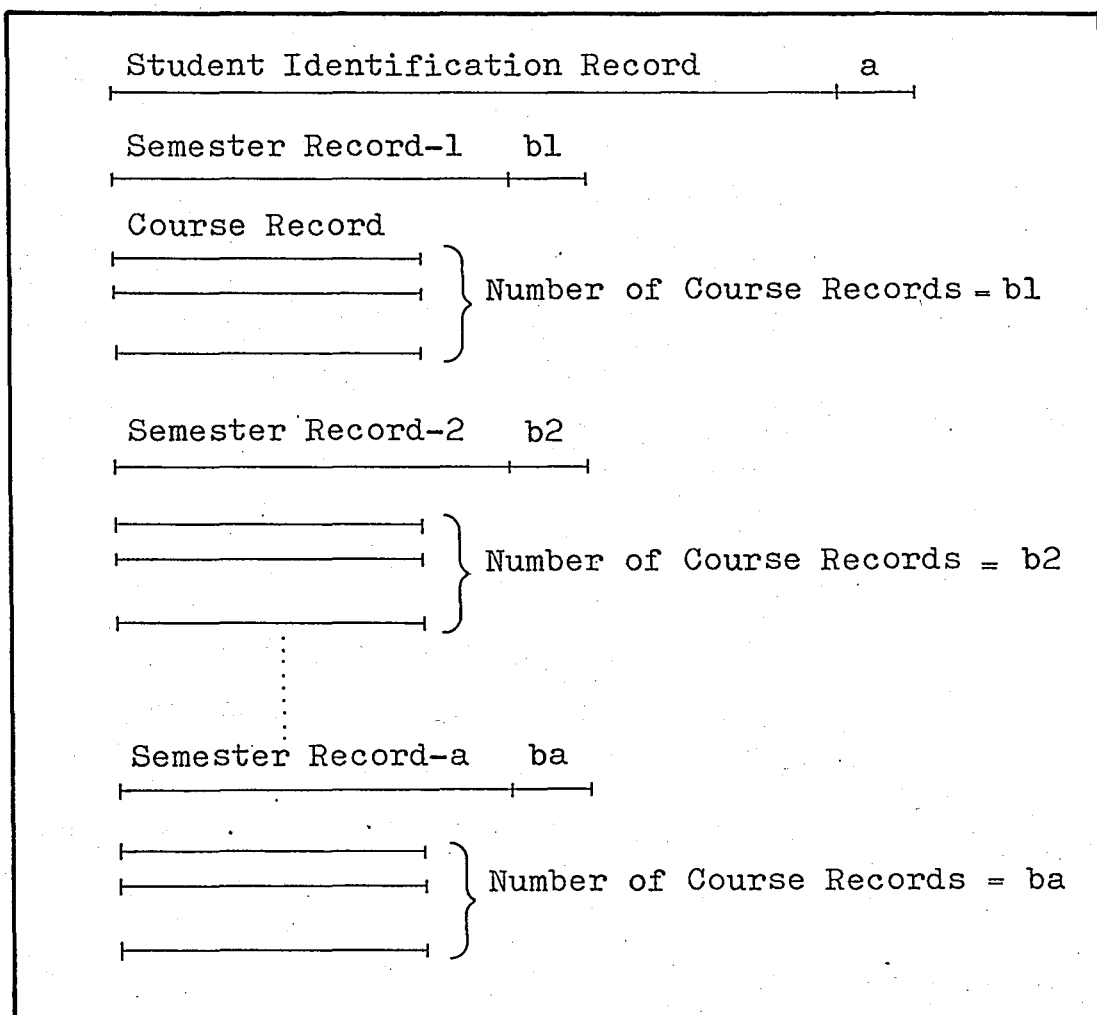 Student Identification Record a
Semester Record-1 b1
Course Record
Number of Course Records = b1
Semester Record-2 b2
Number of Course Records = b2
Semester Record-a ba
Number of Course Records = ba